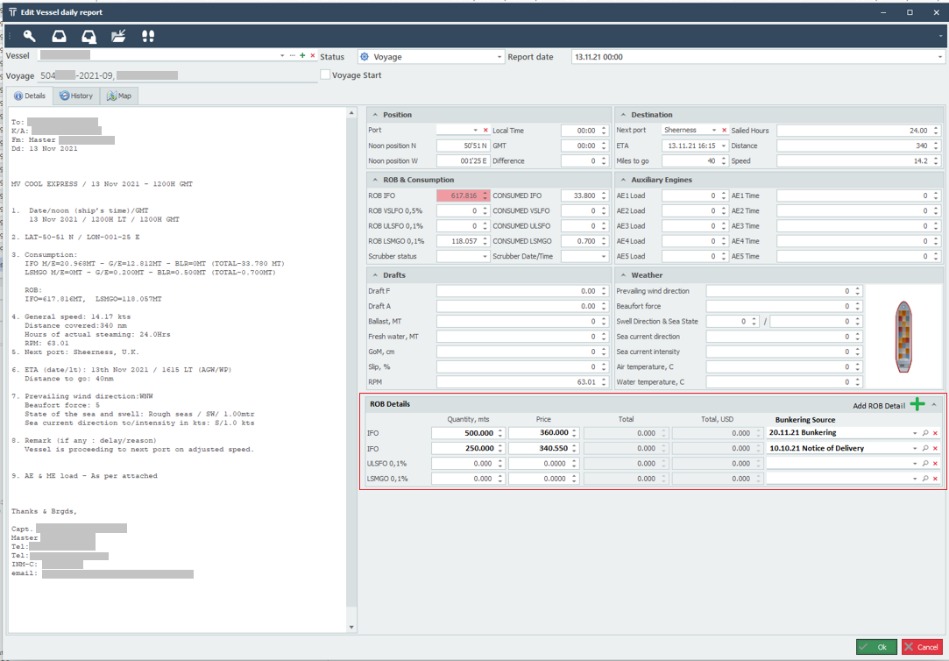 Edit Vessel daily report
Vessel
Status Voyage
Report date 13.11.21 00:00
Voyage 504 -2021-09,
Voyage Start
Details History Map
To:
K/A:
Fm: Master
Dd: 13 Nov 2021
MV COOL EXPRESS / 13 Nov 2021 - 1200H GMT
1. Date/noon (ship's time)/GMT
13 Nov 2021 / 1200H LT / 1200H GMT
2. LAT-50-51 N / LON-001-25 E
3. Consumption:
IFO M/E=20.968MT - G/E=12.812MT - BLR=0MT (TOTAL-33.780 MT)
LSMGO M/E=0MT - G/E=0.200MT - BLR=0.500MT (TOTAL-0.700MT)
ROB:
IFO=617.816MT, LSMGO=118.057MT
4. General speed: 14.17 kts
Distance covered:340 nm
Hours of actual steaming: 24.0Hrs
RPM: 63.01
5. Next port: Sheerness, U.K.
6. ETA (date/lt): 13th Nov 2021 / 1615 LT (AGW/WP)
Distance to go: 40nm
7. Prevailing wind direction:WNW
Beaufort force: 5
State of the sea and swell: Rough seas / SW/ 1.00mtr
Sea current direction to/intensity in kts: S/1.0 kts
8. Remark (if any : delay/reason)
Vessel is proceeding to next port on adjusted speed.
9. AE & ME load - As per attached
Thanks & Brgds,
Capt.
Master
Tel:
Tel:
INM-C:
email:
Position
Port Local Time 00:00
Noon position N 50'51 N GMT 00:00
Noon position W 001'25 E Difference 0
Destination
Next port Sheerness Sailed Hours 24.00
ETA 13.11.21 16:15 Distance 340
Miles to go 40 Speed 14.2
ROB & Consumption
ROB IFO 617.816 CONSUMED IFO 33.800
ROB VSLFO 0,5% 0 CONSUMED VSLFO 0
ROB ULSFO 0,1% 0 CONSUMED ULSFO 0
ROB LSMGO 0,1% 118.057 CONSUMED LSMGO 0.700
Scrubber status Scrubber Date/Time
Auxiliary Engines
AE1 Load 0 AE1 Time 0
AE2 Load 0 AE2 Time 0
AE3 Load 0 AE3 Time 0
AE4 Load 0 AE4 Time 0
AE5 Load 0 AE5 Time 0
Drafts
Draft F 0.00
Draft A 0.00
Ballast, MT 0
Fresh water, MT 0
GoM, cm 0
Slip, % 0
RPM 63.01
Weather
Prevailing wind direction 0
Beaufort force 0
Swell Direction & Sea State 0 / 0
Sea current direction 0
Sea current intensity 0
Air temperature, C 0
Water temperature, C 0
ROB Details
Add ROB Detail
Quantity, mts Price Total Total, USD Bunkering Source
IFO 500.000 360.000 0.000 0.000 20.11.21 Bunkering
IFO 250.000 340.550 0.000 0.000 10.10.21 Notice of Delivery
ULSFO 0,1% 0.000 0.0000 0.000 0.000
LSMGO 0,1% 0.000 0.0000 0.000 0.000
Ok Cancel